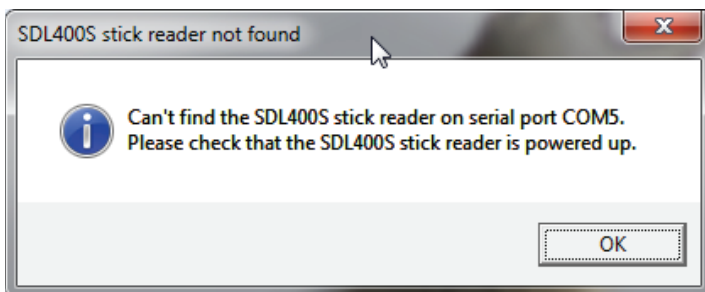 SDL400S stick reader not found
Can't find the SDL400S stick reader on serial port COM5.
Please check that the SDL400S stick reader is powered up.
OK